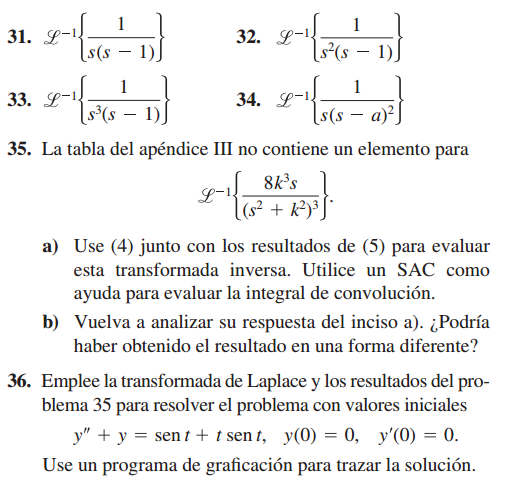 31. ℒ⁻¹{1/(s(s − 1))} 32. ℒ⁻¹{1/(s²(s − 1))}
33. ℒ⁻¹{1/(s³(s − 1))} 34. ℒ⁻¹{1/(s(s − a)²)}
35. La tabla del apéndice III no contiene un elemento para
ℒ⁻¹{8k³s/(s² + k²)³}.
a) Use (4) junto con los resultados de (5) para evaluar
esta transformada inversa. Utilice un SAC como
ayuda para evaluar la integral de convolución.
b) Vuelva a analizar su respuesta del inciso a). ¿Podría
haber obtenido el resultado en una forma diferente?
36. Emplee la transformada de Laplace y los resultados del pro-
blema 35 para resolver el problema con valores iniciales
y″ + y = sen t + t sen t, y(0) = 0, y′(0) = 0.
Use un programa de graficación para trazar la solución.